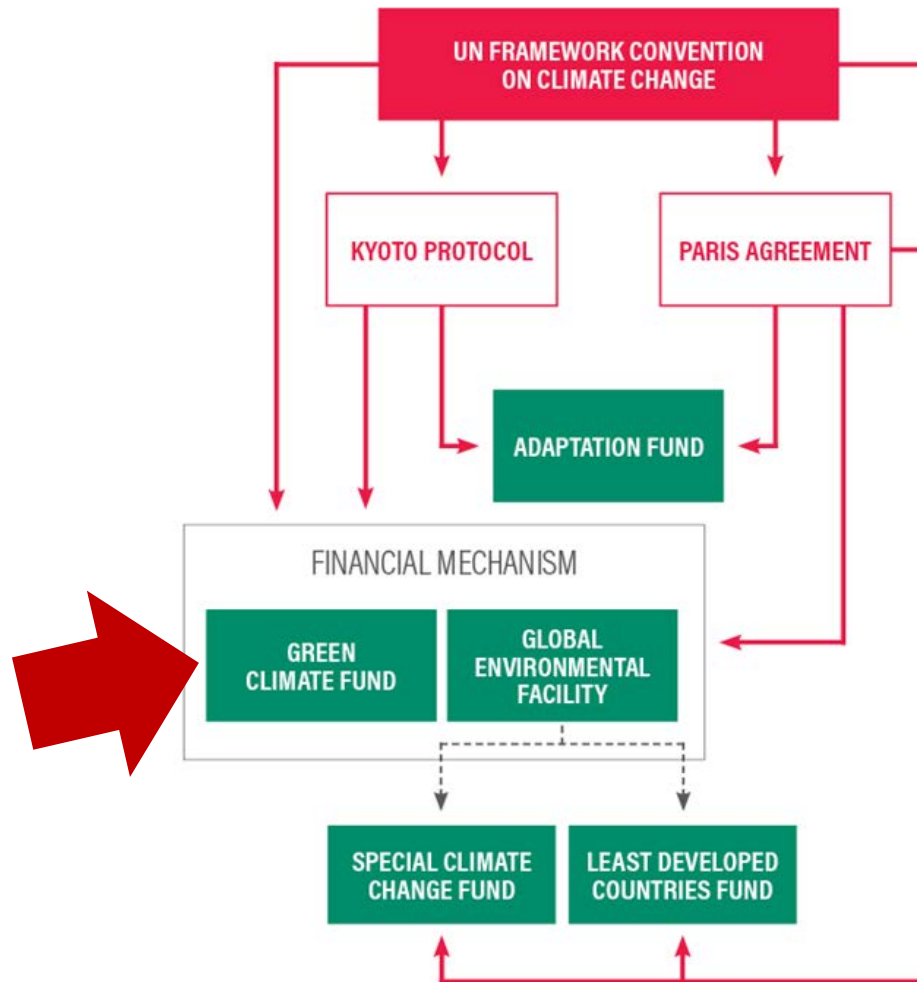 UN FRAMEWORK CONVENTION
ON CLIMATE CHANGE
KYOTO PROTOCOL
PARIS AGREEMENT
ADAPTATION FUND
FINANCIAL MECHANISM
GREEN
CLIMATE FUND
GLOBAL
ENVIRONMENTAL
FACILITY
SPECIAL CLIMATE
CHANGE FUND
LEAST DEVELOPED
COUNTRIES FUND